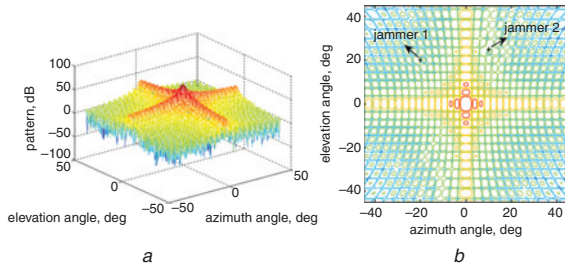 100
50
0
−50
−100
pattern, dB
50
0
−50
−50
0
50
elevation angle, deg
azimuth angle, deg
a
40
20
0
−20
−40
elevation angle, deg
jammer 1
jammer 2
−40
−20
0
20
40
azimuth angle, deg
b